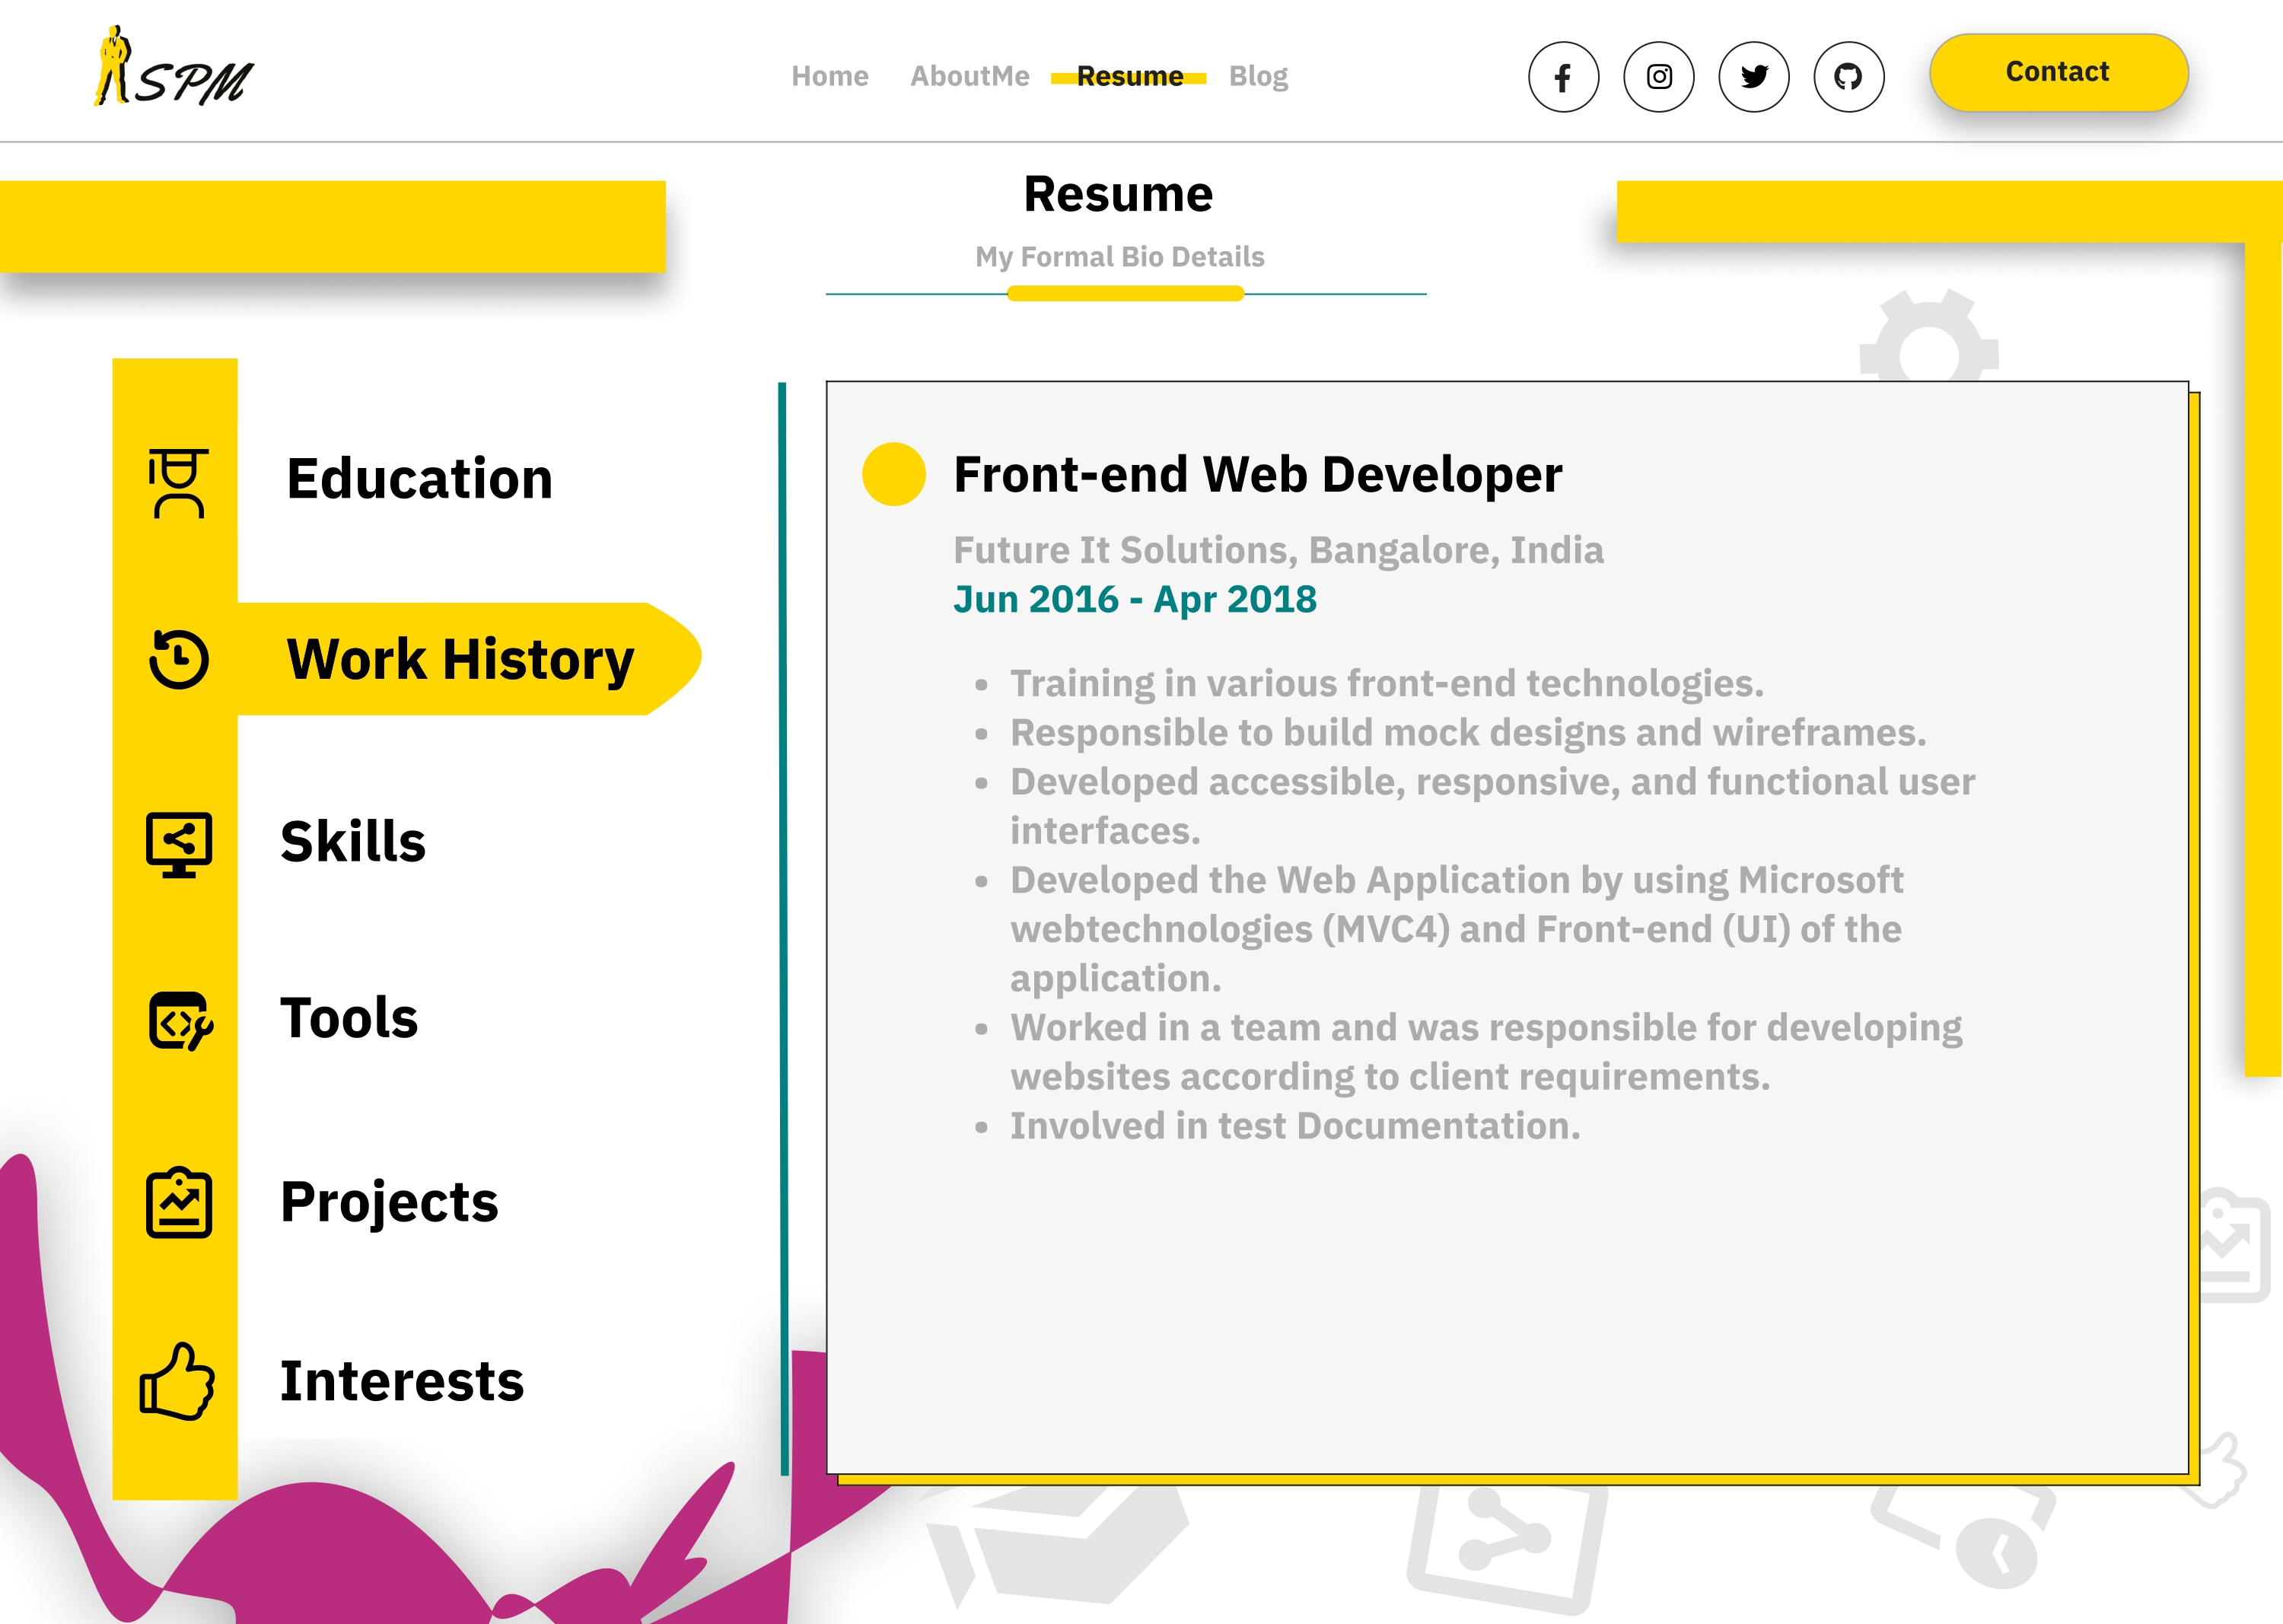 SPM
Home AboutMe Resume Blog
Contact
Resume
My Formal Bio Details
Education
Work History
Skills
Tools
Projects
Interests
Front-end Web Developer
Future It Solutions, Bangalore, India
Jun 2016 - Apr 2018
• Training in various front-end technologies.
• Responsible to build mock designs and wireframes.
• Developed accessible, responsive, and functional user
interfaces.
• Developed the Web Application by using Microsoft
webtechnologies (MVC4) and Front-end (UI) of the
application.
• Worked in a team and was responsible for developing
websites according to client requirements.
• Involved in test Documentation.